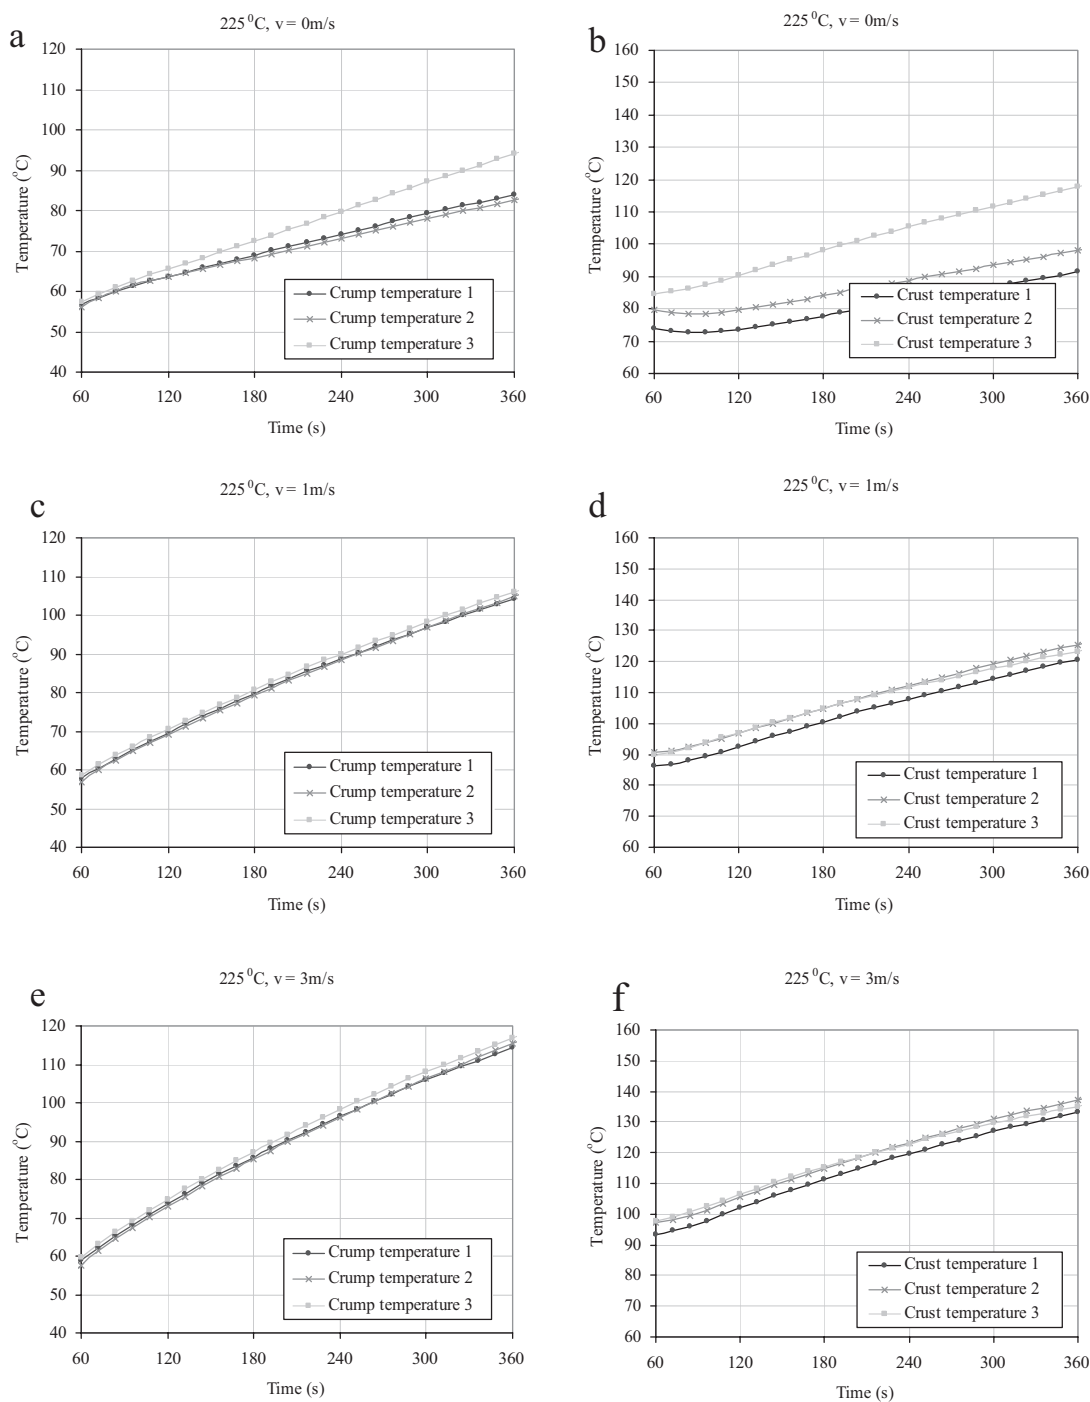 a
225 ⁰C, v = 0m/s
120
110
100
90
80
70
60
50
40
Temperature (°C)
Crump temperature 1
Crump temperature 2
Crump temperature 3
60 120 180 240 300 360
Time (s)
b
225 ⁰C, v = 0m/s
160
150
140
130
120
110
100
90
80
70
60
Temperature (°C)
Crust temperature 1
Crust temperature 2
Crust temperature 3
60 120 180 240 300 360
Time (s)
c
225 ⁰C, v = 1m/s
120
110
100
90
80
70
60
50
40
Temperature (°C)
Crump temperature 1
Crump temperature 2
Crump temperature 3
60 120 180 240 300 360
Time (s)
d
225 ⁰C, v = 1m/s
160
150
140
130
120
110
100
90
80
70
60
Temperature (°C)
Crust temperature 1
Crust temperature 2
Crust temperature 3
60 120 180 240 300 360
Time (s)
e
225 ⁰C, v = 3m/s
120
110
100
90
80
70
60
50
40
Temperature (°C)
Crump temperature 1
Crump temperature 2
Crump temperature 3
60 120 180 240 300 360
Time (s)
f
225 ⁰C, v = 3m/s
160
150
140
130
120
110
100
90
80
70
60
Temperature (°C)
Crust temperature 1
Crust temperature 2
Crust temperature 3
60 120 180 240 300 360
Time (s)